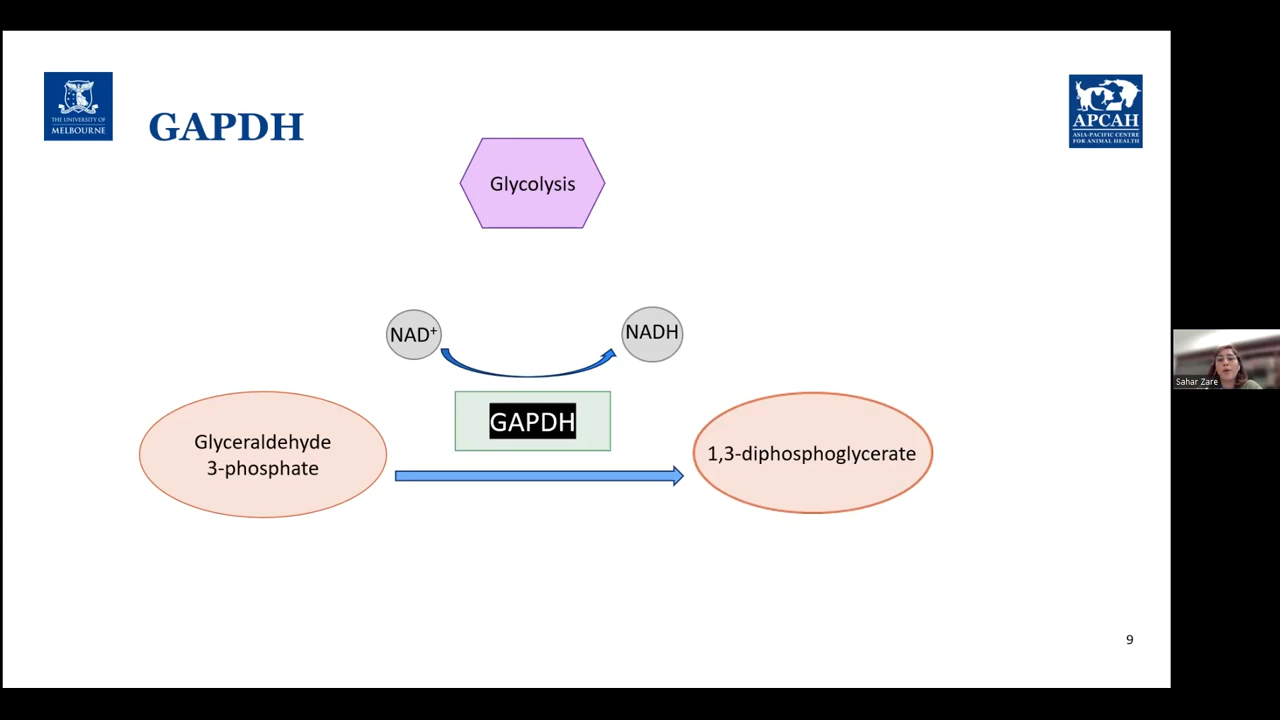 THE UNIVERSITY OF
MELBOURNE
GAPDH
APCAH
ASIA-PACIFIC CENTRE
FOR ANIMAL HEALTH
Glycolysis
NAD⁺
NADH
GAPDH
Glyceraldehyde
3-phosphate
1,3-diphosphoglycerate
Sahar Zare
9